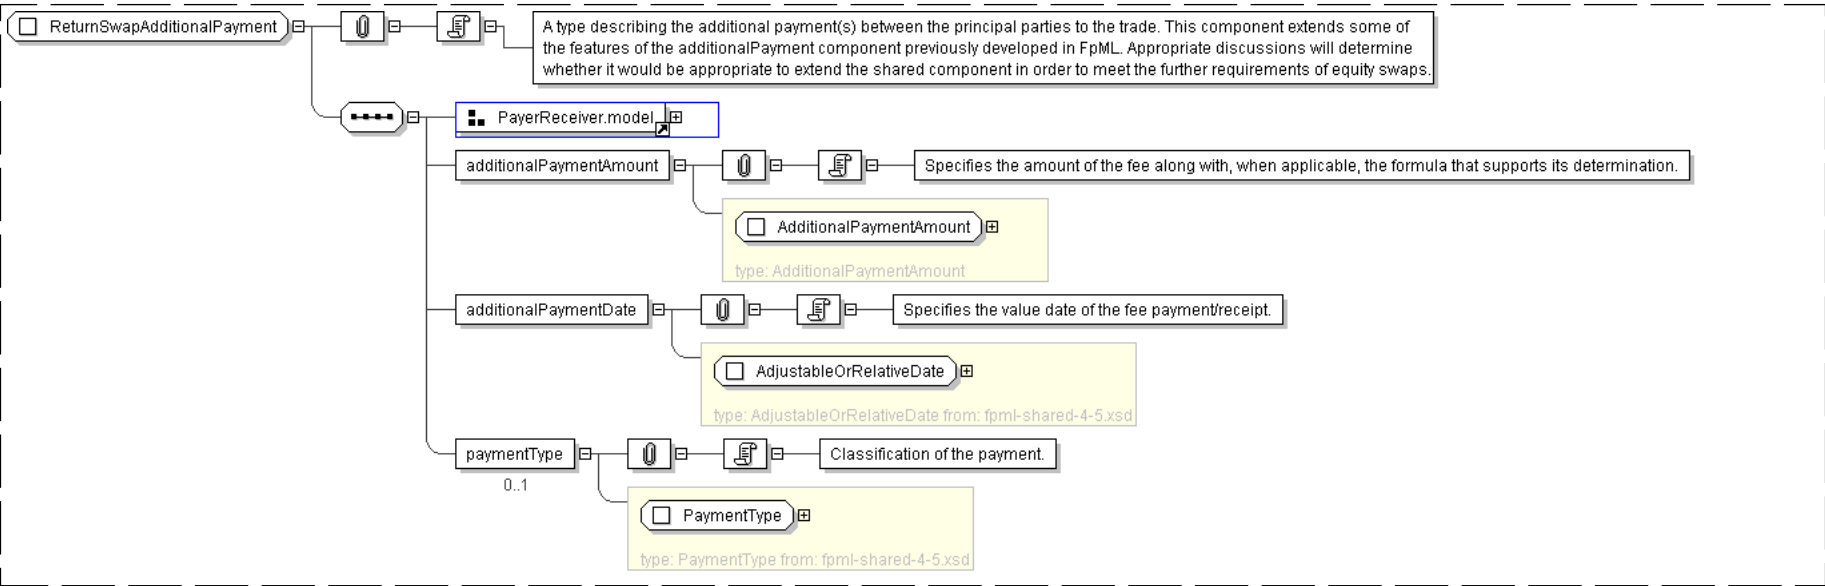 ReturnSwapAdditionalPayment
A type describing the additional payment(s) between the principal parties to the trade. This component extends some of
the features of the additionalPayment component previously developed in FpML. Appropriate discussions will determine
whether it would be appropriate to extend the shared component in order to meet the further requirements of equity swaps.
PayerReceiver.model
additionalPaymentAmount
Specifies the amount of the fee along with, when applicable, the formula that supports its determination.
AdditionalPaymentAmount
type: AdditionalPaymentAmount
additionalPaymentDate
Specifies the value date of the fee payment/receipt.
AdjustableOrRelativeDate
type: AdjustableOrRelativeDate from: fpml-shared-4-5.xsd
paymentType
Classification of the payment.
0..1
PaymentType
type: PaymentType from: fpml-shared-4-5.xsd